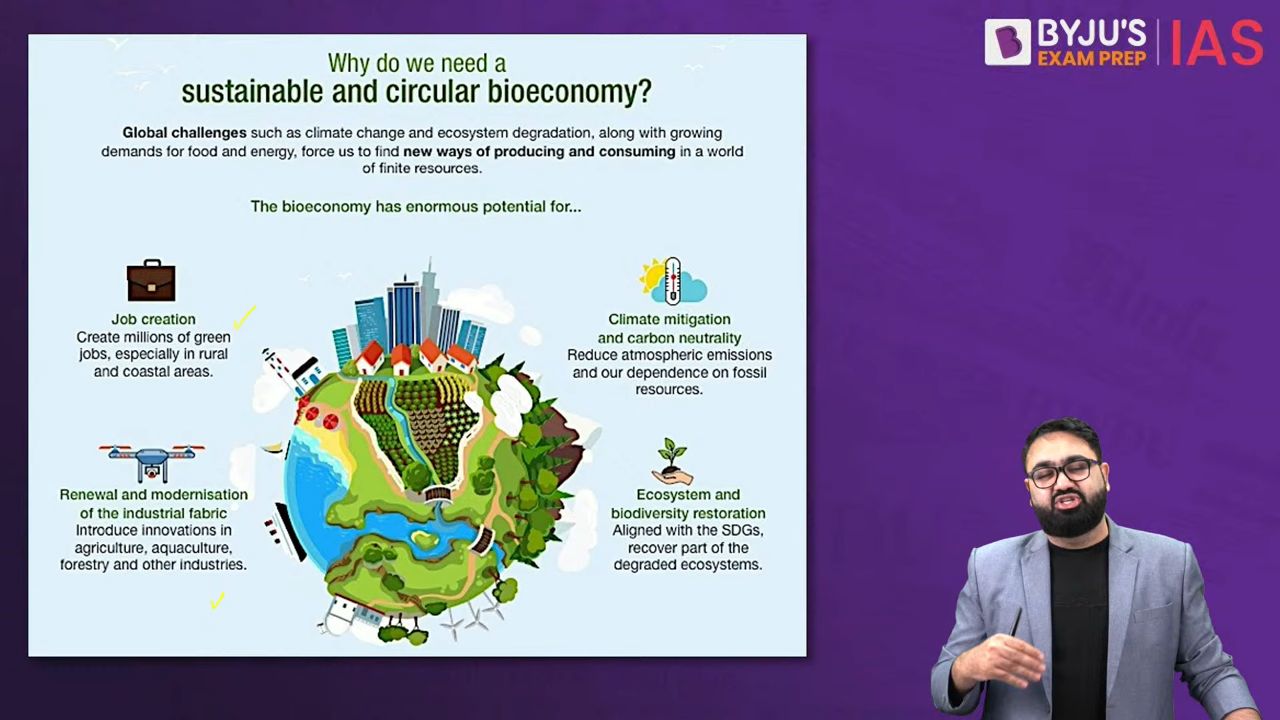 Why do we need a
sustainable and circular bioeconomy?
Global challenges such as climate change and ecosystem degradation, along with growing
demands for food and energy, force us to find new ways of producing and consuming in a world
of finite resources.
The bioeconomy has enormous potential for...
Job creation
Create millions of green
jobs, especially in rural
and coastal areas.
Climate mitigation
and carbon neutrality
Reduce atmospheric emissions
and our dependence on fossil
resources.
Renewal and modernisation
of the industrial fabric
Introduce innovations in
agriculture, aquaculture,
forestry and other industries.
Ecosystem and
biodiversity restoration
Aligned with the SDGs,
recover part of the
degraded ecosystems.
BYJU'S
EXAM PREP
IAS